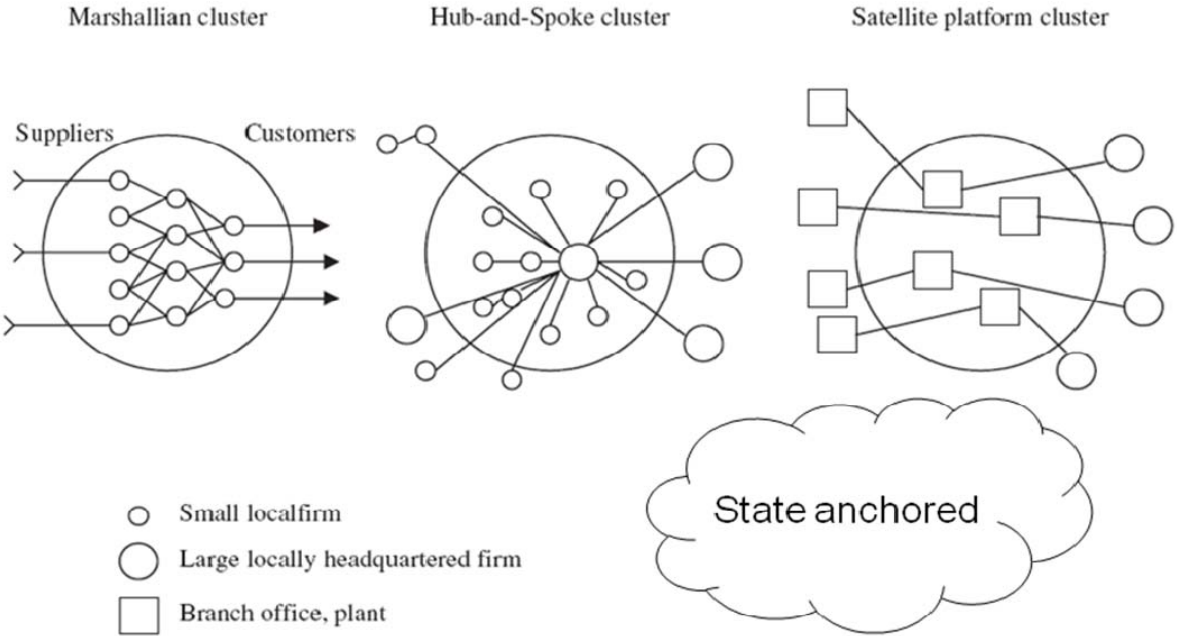 Marshallian cluster
Hub-and-Spoke cluster
Satellite platform cluster
Suppliers
Customers
State anchored
Small localfirm
Large locally headquartered firm
Branch office, plant